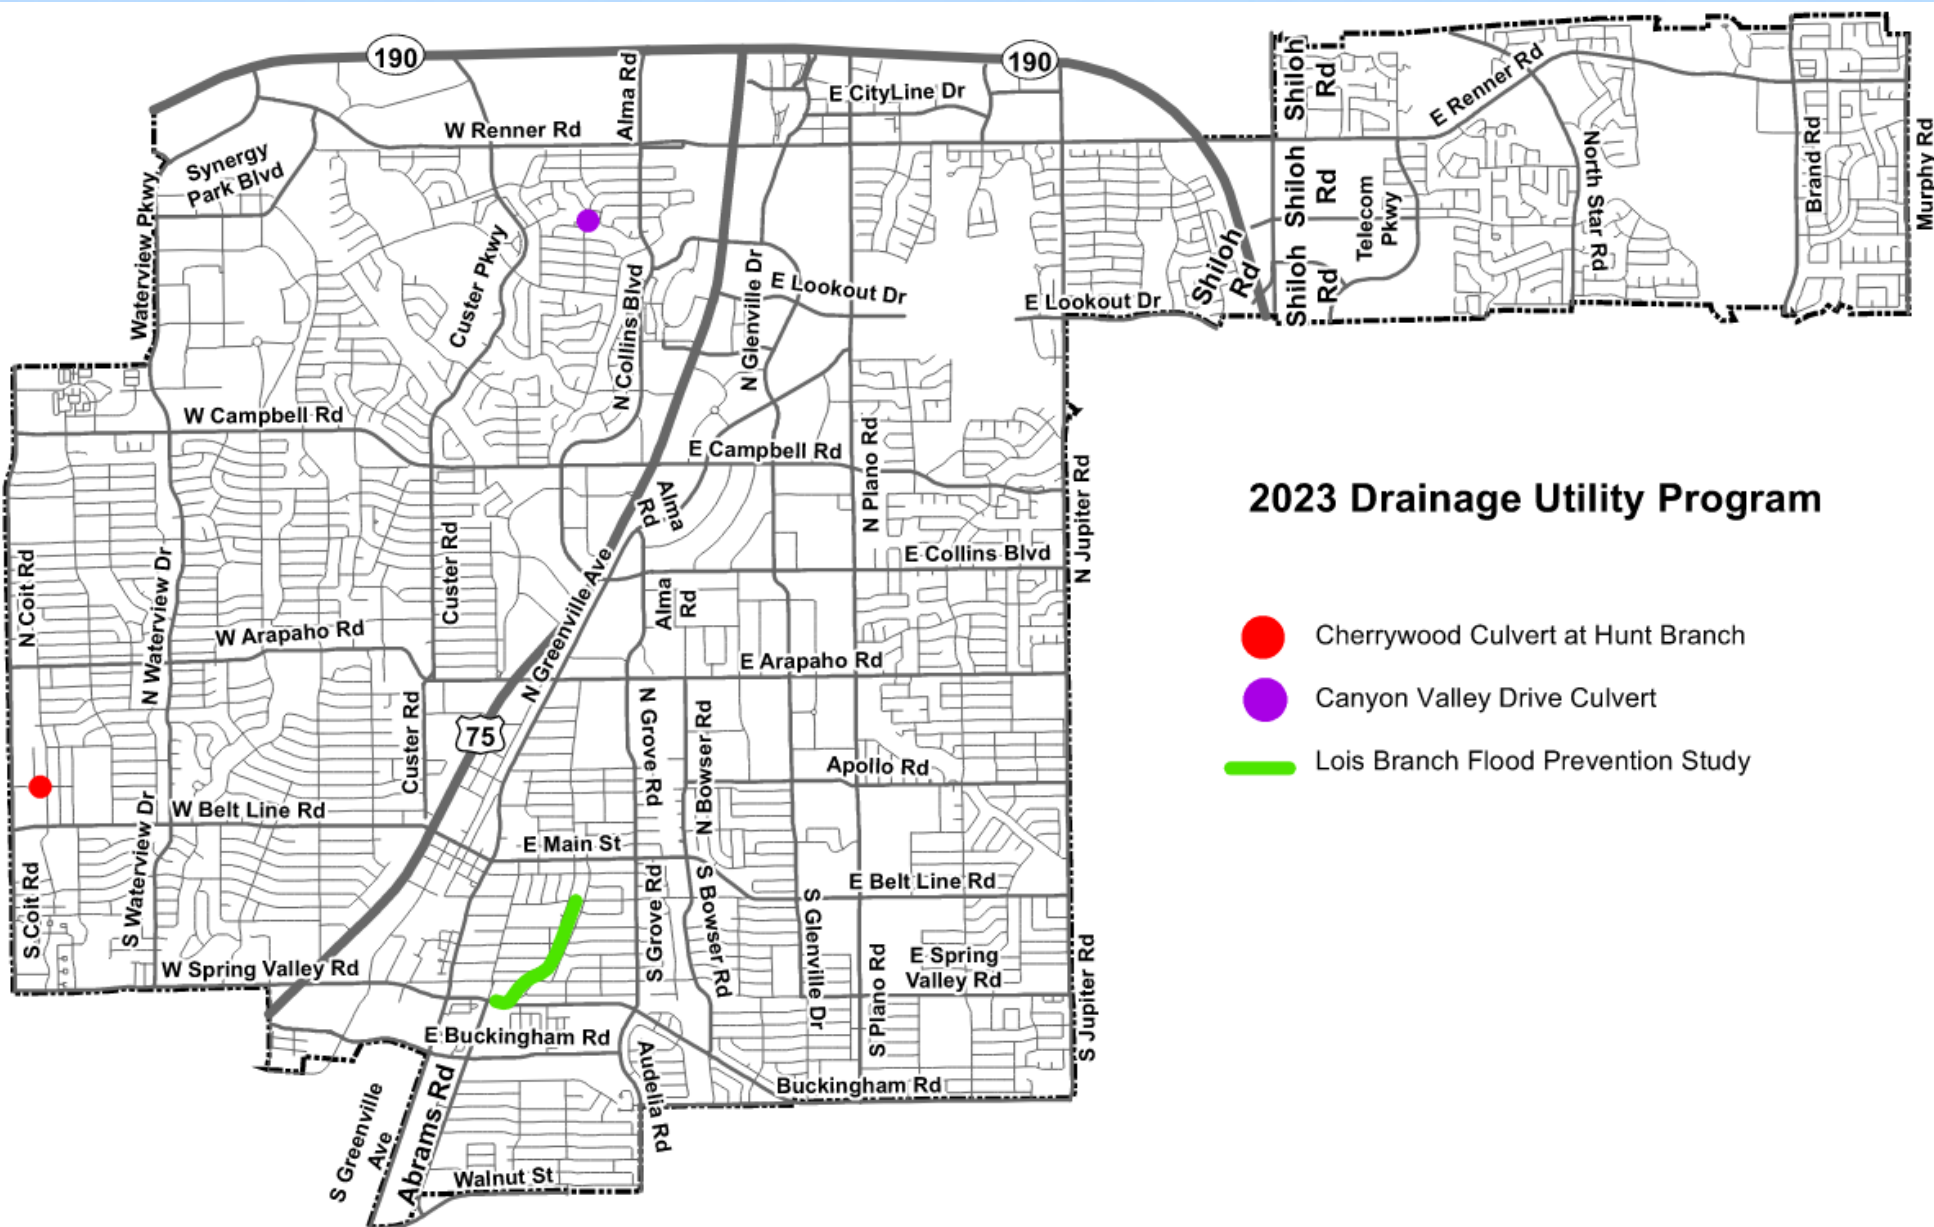 190
190
Alma Rd
E CityLine Dr
Shiloh
Rd
E Renner Rd
W Renner Rd
Synergy
Park Blvd
North Star Rd
Brand Rd
Murphy Rd
Waterview Pkwy
Shiloh
Rd
Telecom
Pkwy
Custer Pkwy
N Collins Blvd
N Glenville Dr
E Lookout Dr
E Lookout Dr
Shiloh
Rd
Shiloh
Rd
W Campbell Rd
E Campbell Rd
N Plano Rd
Alma
Rd
N Jupiter Rd
2023 Drainage Utility Program
N Coit Rd
N Waterview Dr
Custer Rd
N Greenville Ave
E Collins Blvd
Alma
Rd
W Arapaho Rd
E Arapaho Rd
Cherrywood Culvert at Hunt Branch
Canyon Valley Drive Culvert
Lois Branch Flood Prevention Study
Custer Rd
75
N Grove Rd
N Bowser Rd
Apollo Rd
W Belt Line Rd
E Main St
S Coit Rd
S Waterview Dr
S Grove Rd
S Bowser Rd
E Belt Line Rd
S Glenville Dr
W Spring Valley Rd
E Spring
Valley Rd
S Plano Rd
S Jupiter Rd
E Buckingham Rd
Audelia Rd
Buckingham Rd
S Greenville
Ave
Abrams Rd
Walnut St